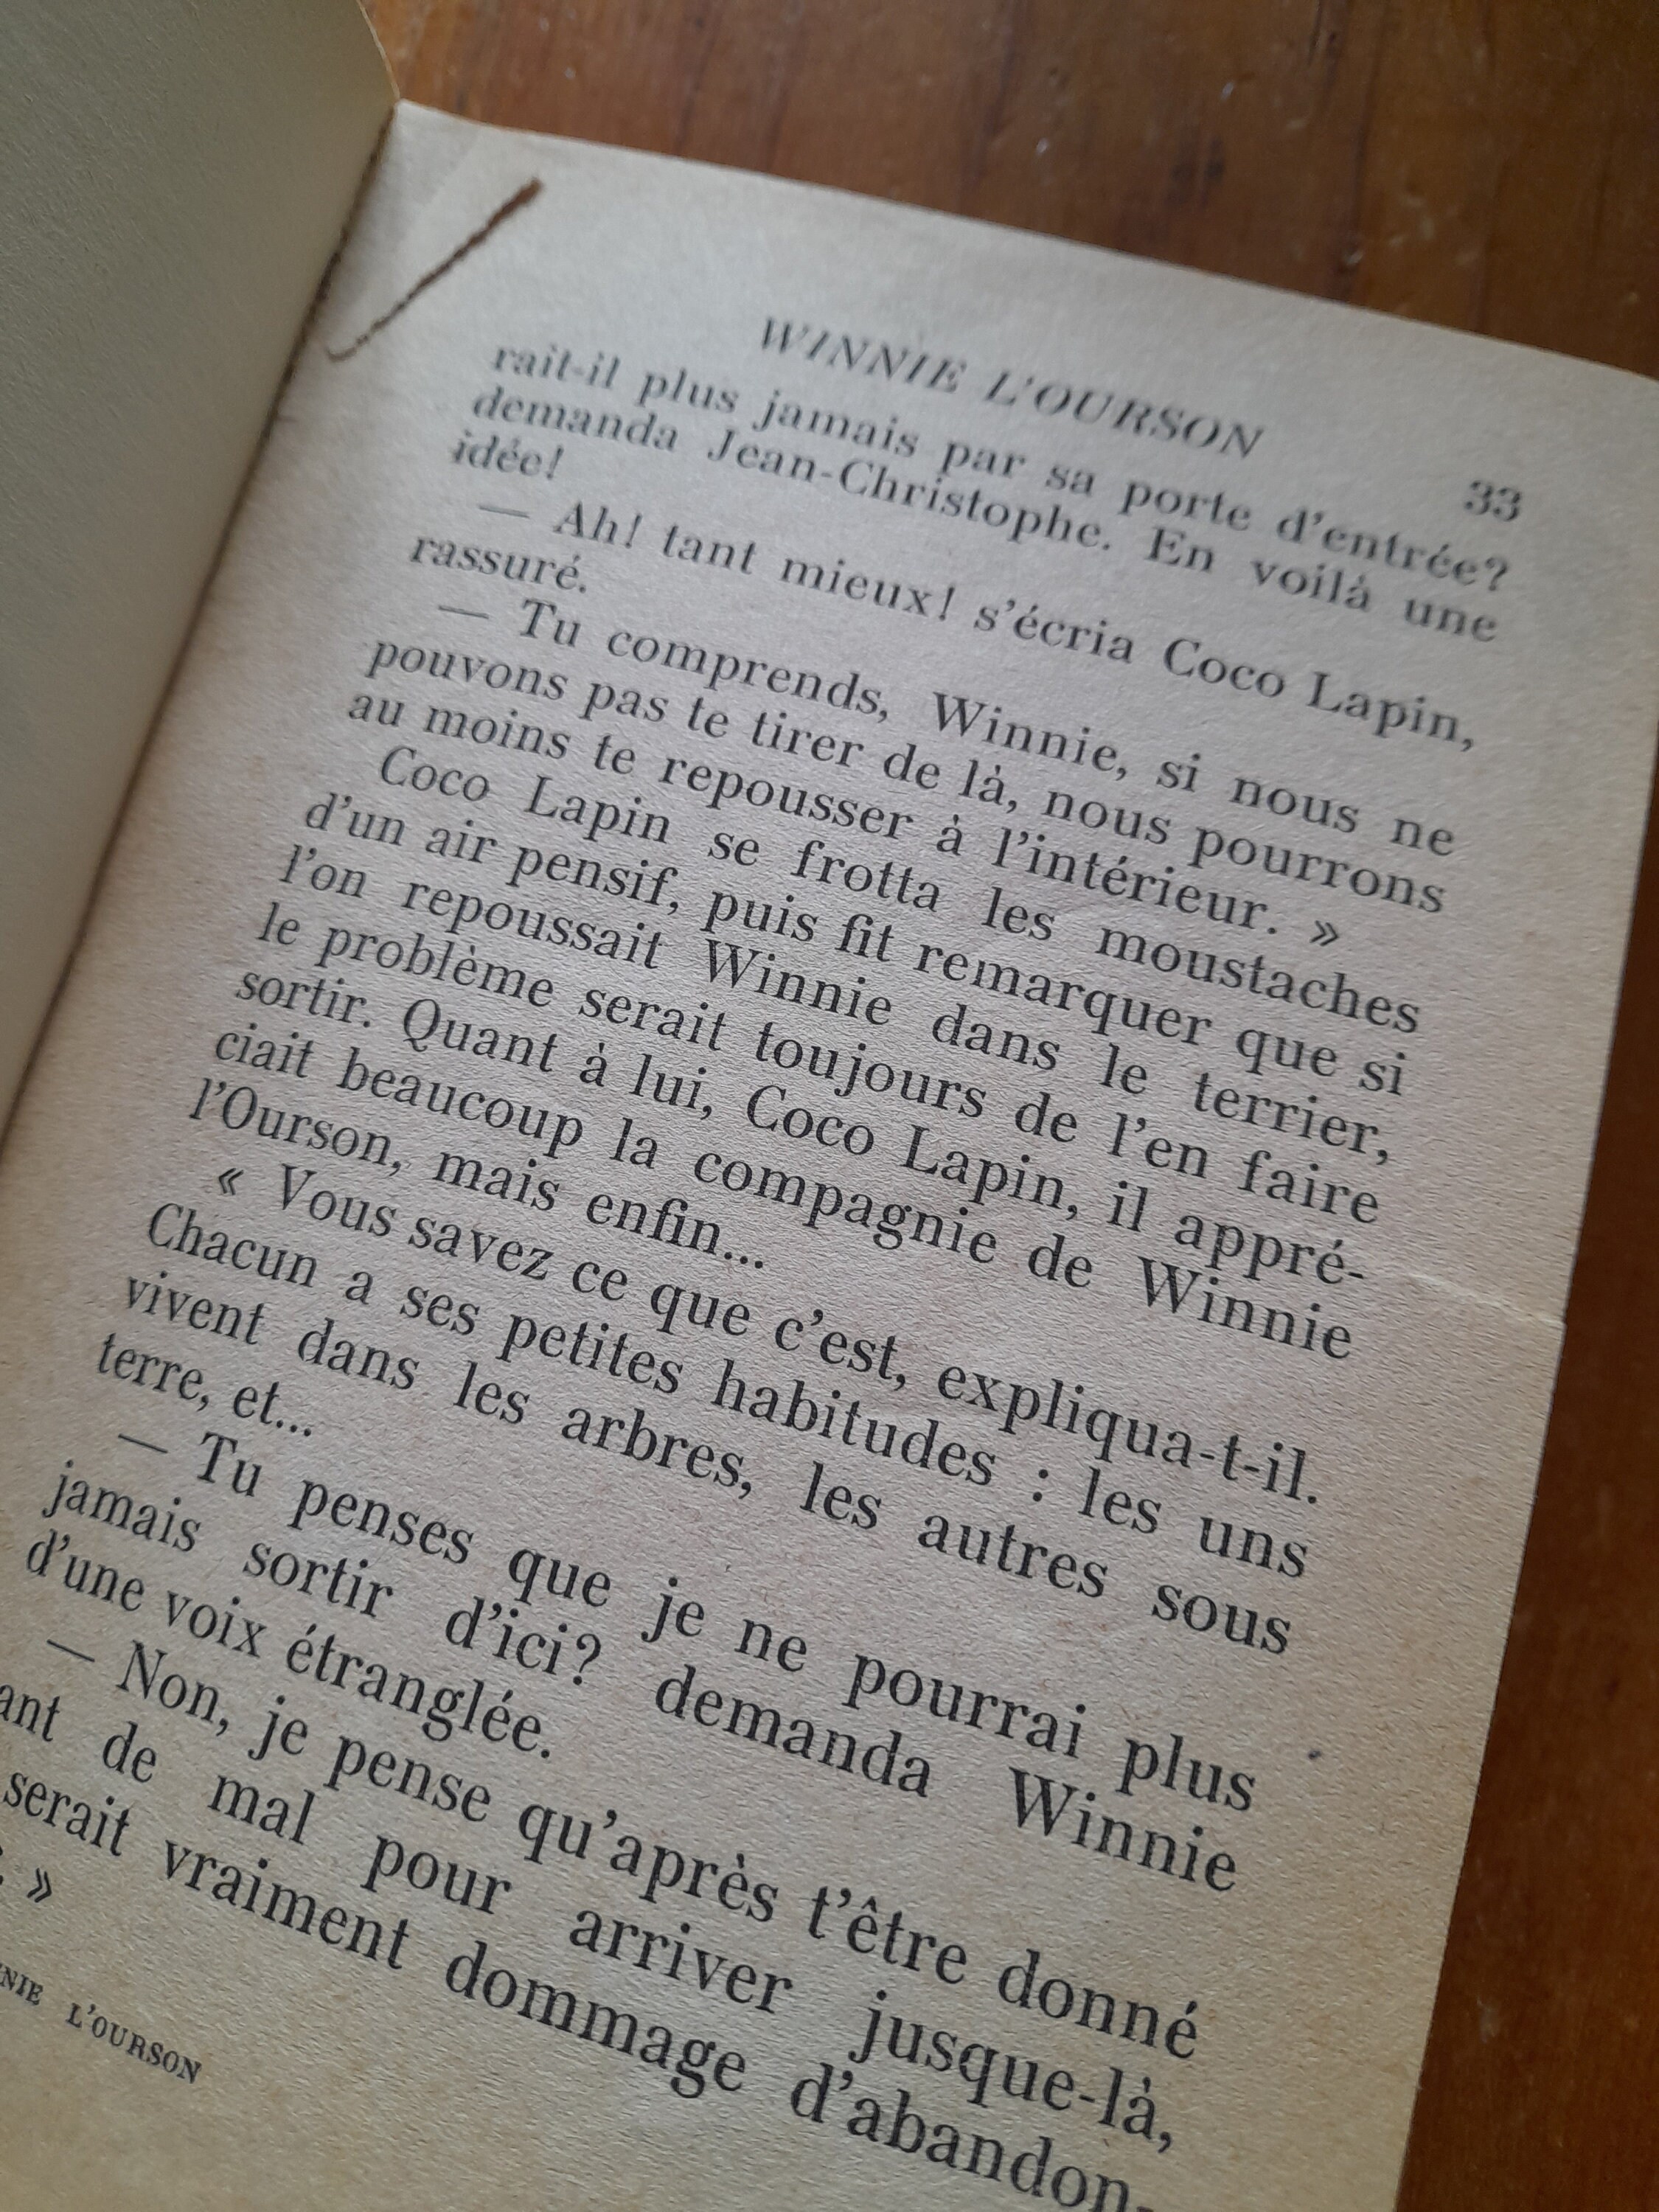 WINNIE L'OURSON 33
rait-il plus jamais par sa porte d'entrée?
demanda Jean-Christophe. En voilà une
idée!
— Ah! tant mieux! s'écria Coco Lapin,
rassuré.
— Tu comprends, Winnie, si nous ne
pouvons pas te tirer de là, nous pourrons
au moins te repousser à l'intérieur. »
Coco Lapin se frotta les moustaches
d'un air pensif, puis fit remarquer que si
l'on repoussait Winnie dans le terrier,
le problème serait toujours de l'en faire
sortir. Quant à lui, Coco Lapin, il appré-
ciait beaucoup la compagnie de Winnie
l'Ourson, mais enfin...
« Vous savez ce que c'est, expliqua-t-il.
Chacun a ses petites habitudes : les uns
vivent dans les arbres, les autres sous
terre, et...
— Tu penses que je ne pourrai plus
jamais sortir d'ici? demanda Winnie
d'une voix étranglée.
— Non, je pense qu'après t'être donné
ant de mal pour arriver jusque-là,
serait vraiment dommage d'abandon-
. »
NIE L'OURSON